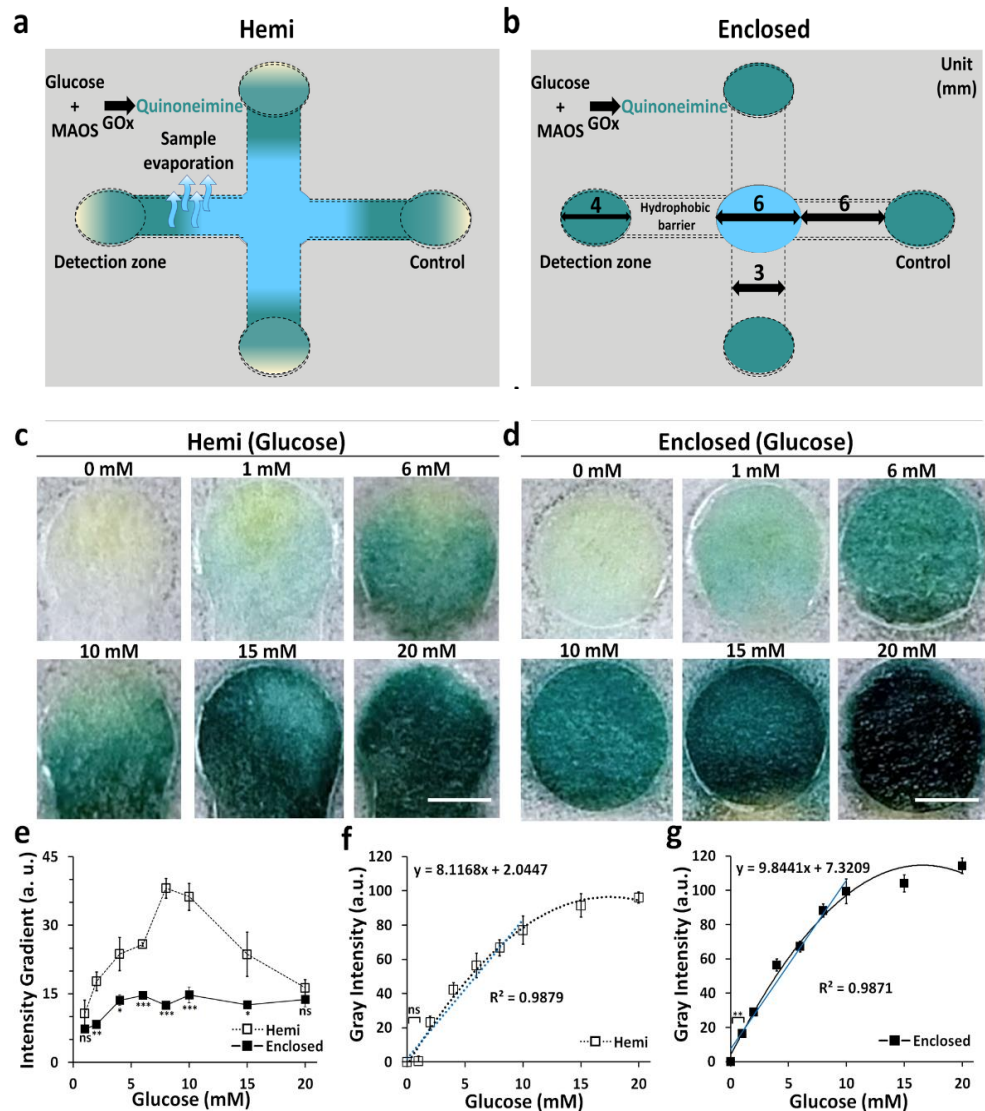 a
Hemi
Glucose
+
MAOS
GOx
Quinoneimine
Sample
evaporation
Detection zone
Control
b
Enclosed
Unit
(mm)
Glucose
+
MAOS
GOx
Quinoneimine
4
Hydrophobic
barrier
6
6
Detection zone
3
Control
c
Hemi (Glucose)
0 mM
1 mM
6 mM
10 mM
15 mM
20 mM
d
Enclosed (Glucose)
0 mM
1 mM
6 mM
10 mM
15 mM
20 mM
e
Intensity Gradient (a. u.)
45
30
15
0
ns
**
*
***
***
***
*
ns
Hemi
Enclosed
0
5
10
15
20
Glucose (mM)
f
Gray Intensity (a.u.)
120
100
80
60
40
20
0
y = 8.1168x + 2.0447
R² = 0.9879
ns
Hemi
0
5
10
15
20
Glucose (mM)
g
Gray Intensity (a.u.)
120
100
80
60
40
20
0
y = 9.8441x + 7.3209
R² = 0.9871
**
Enclosed
0
5
10
15
20
Glucose (mM)